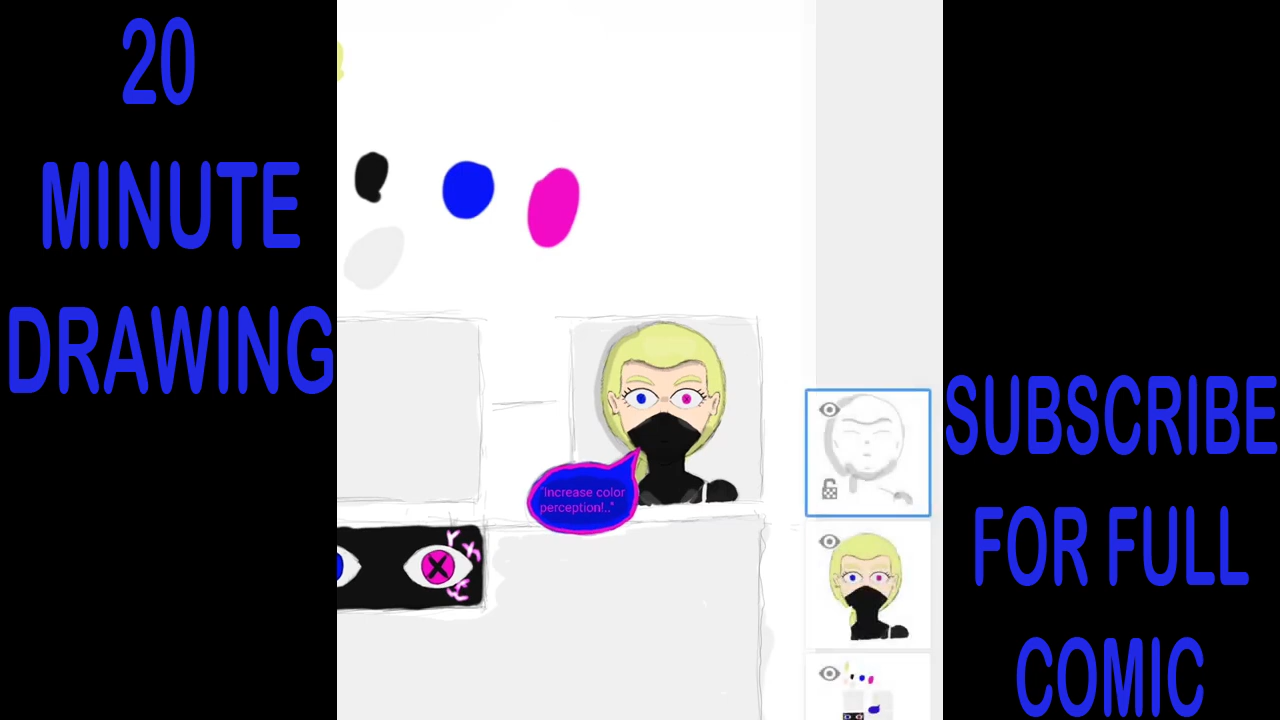 20
MINUTE
DRAWING
"Increase color
perception!.."
SUBSCRIBE
FOR FULL
COMIC